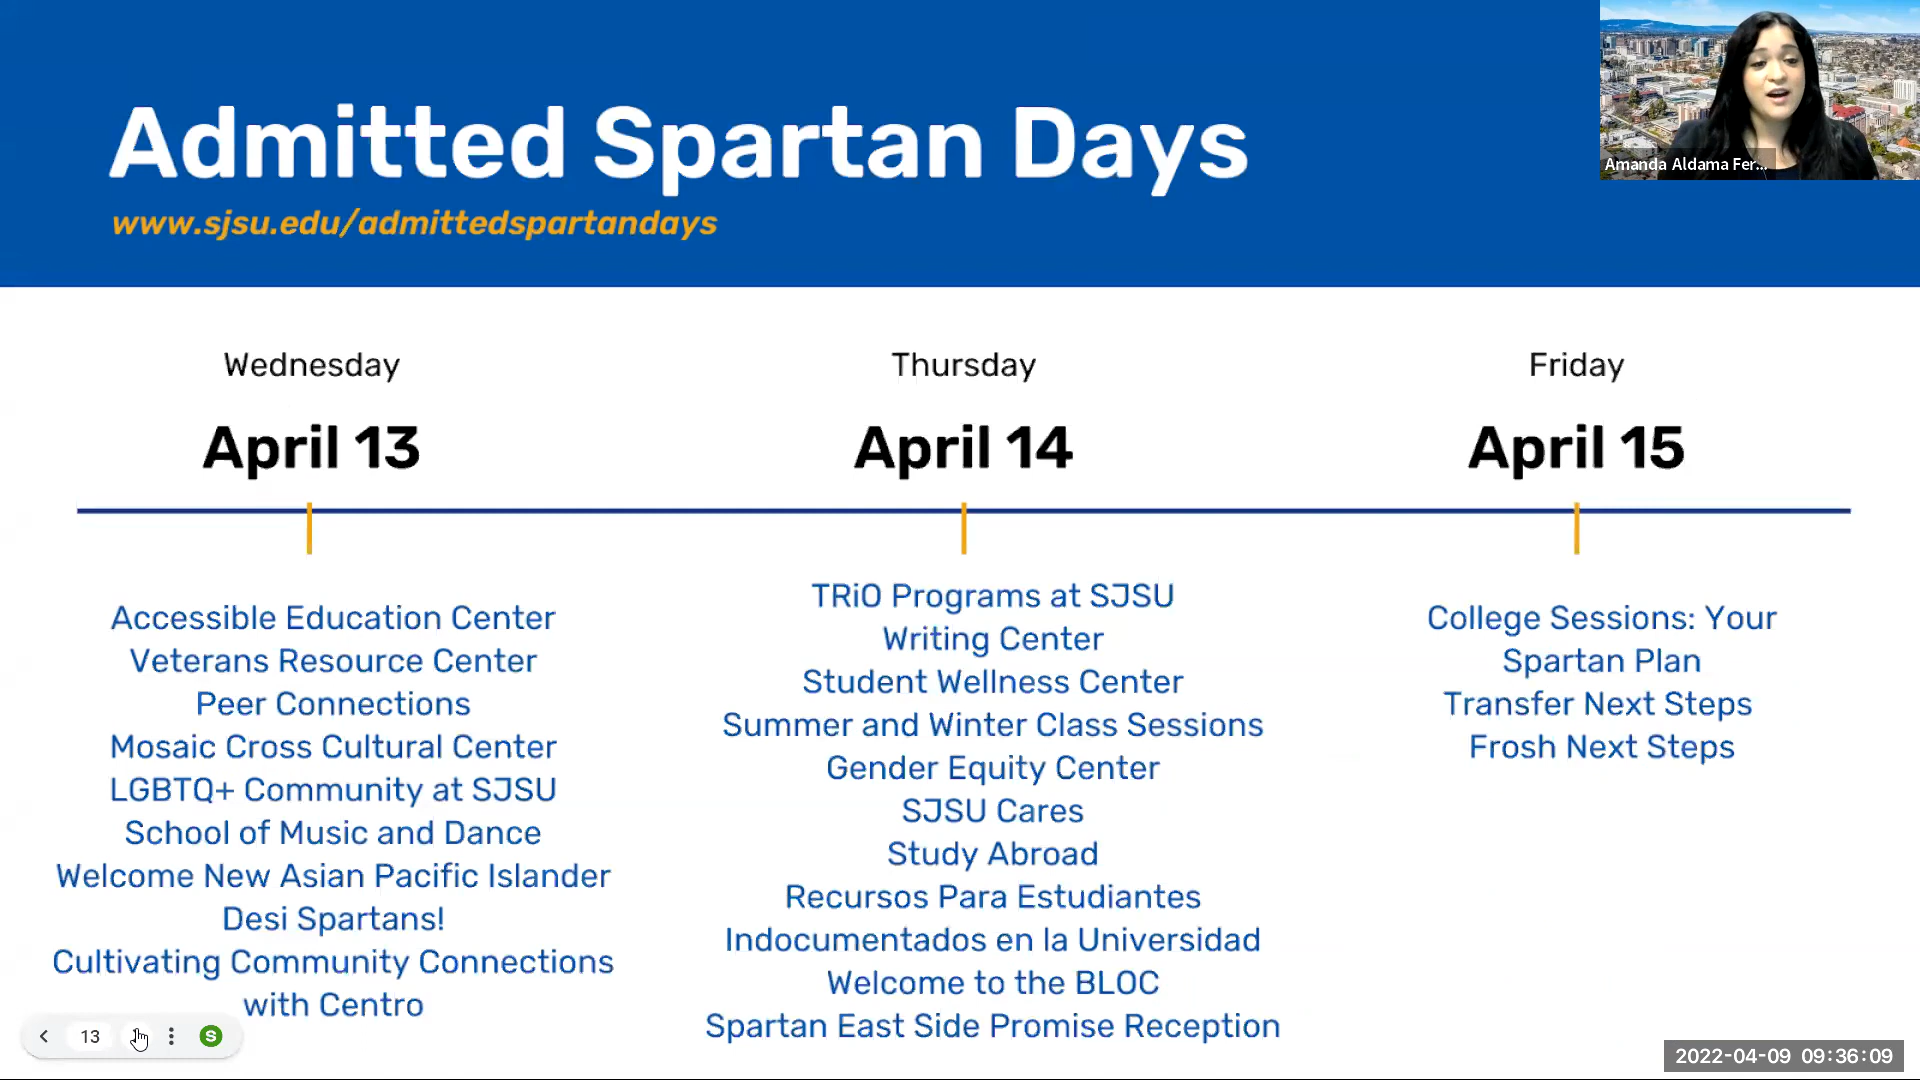 Admitted Spartan Days
www.sjsu.edu/admittedspartandays
Amanda Aldama Fer...
Wednesday
April 13
Accessible Education Center
Veterans Resource Center
Peer Connections
Mosaic Cross Cultural Center
LGBTQ+ Community at SJSU
School of Music and Dance
Welcome New Asian Pacific Islander
Desi Spartans!
Cultivating Community Connections
with Centro
Thursday
April 14
TRiO Programs at SJSU
Writing Center
Student Wellness Center
Summer and Winter Class Sessions
Gender Equity Center
SJSU Cares
Study Abroad
Recursos Para Estudiantes
Indocumentados en la Universidad
Welcome to the BLOC
Spartan East Side Promise Reception
Friday
April 15
College Sessions: Your
Spartan Plan
Transfer Next Steps
Frosh Next Steps
13
S
2022-04-09 09:36:09